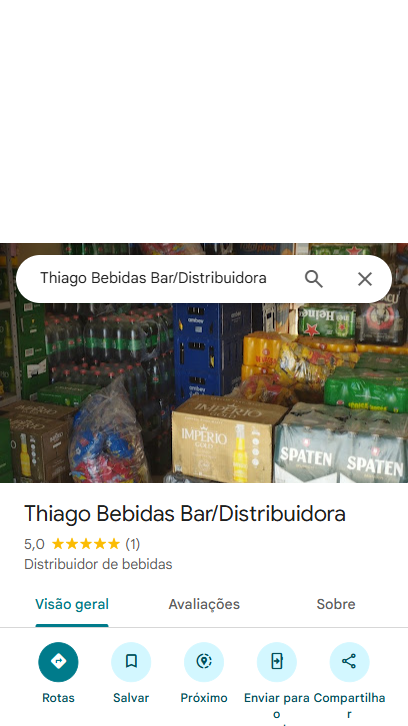 Thiago Bebidas Bar/Distribuidora
Heineken
IMPÉRIO
IMPÉRIO
SPATEN
SPATEN
Thiago Bebidas Bar/Distribuidora
5,0 (1)
Distribuidor de bebidas
Visão geral Avaliações Sobre
Rotas Salvar Próximo Enviar para o Compartilhar